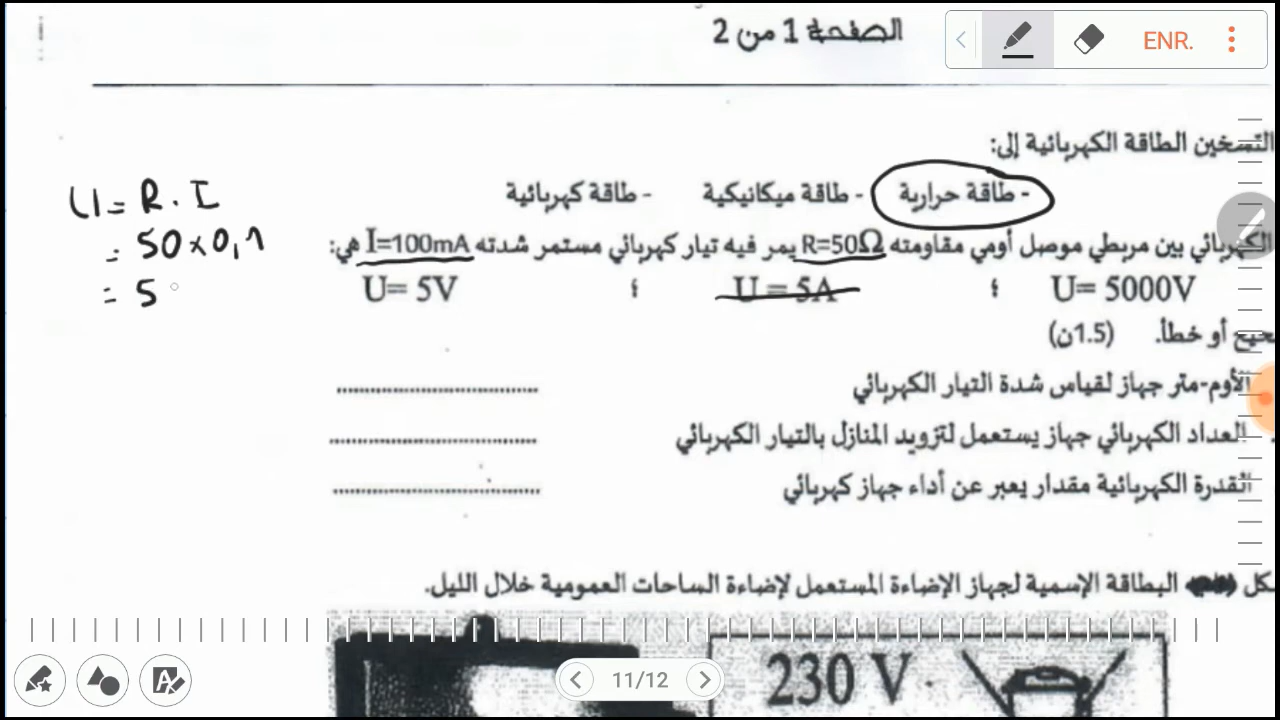 الصفحة 1 من 2
ENR.
التسخين الطاقة الكهربائية إلى:
- طاقة حرارية - طاقة ميكانيكية - طاقة كهربائية
الكهربائي بين مربطي موصل أومي مقاومته R=50Ω يمر فيه تيار كهربائي مستمر شدته I=100mA هي:
U= 5000V ؛ U = 5A ؛ U= 5V
U = R . I
= 50 × 0,1
= 5
أو خطأ. (1.5ن)
الأوم-متر جهاز لقياس شدة التيار الكهربائي
العداد الكهربائي جهاز يستعمل لتزويد المنازل بالتيار الكهربائي
القدرة الكهربائية مقدار يعبر عن أداء جهاز كهربائي
البطاقة الإسمية لجهاز الإضاءة المستعمل لإضاءة الساحات العمومية خلال الليل.
230 V
11/12